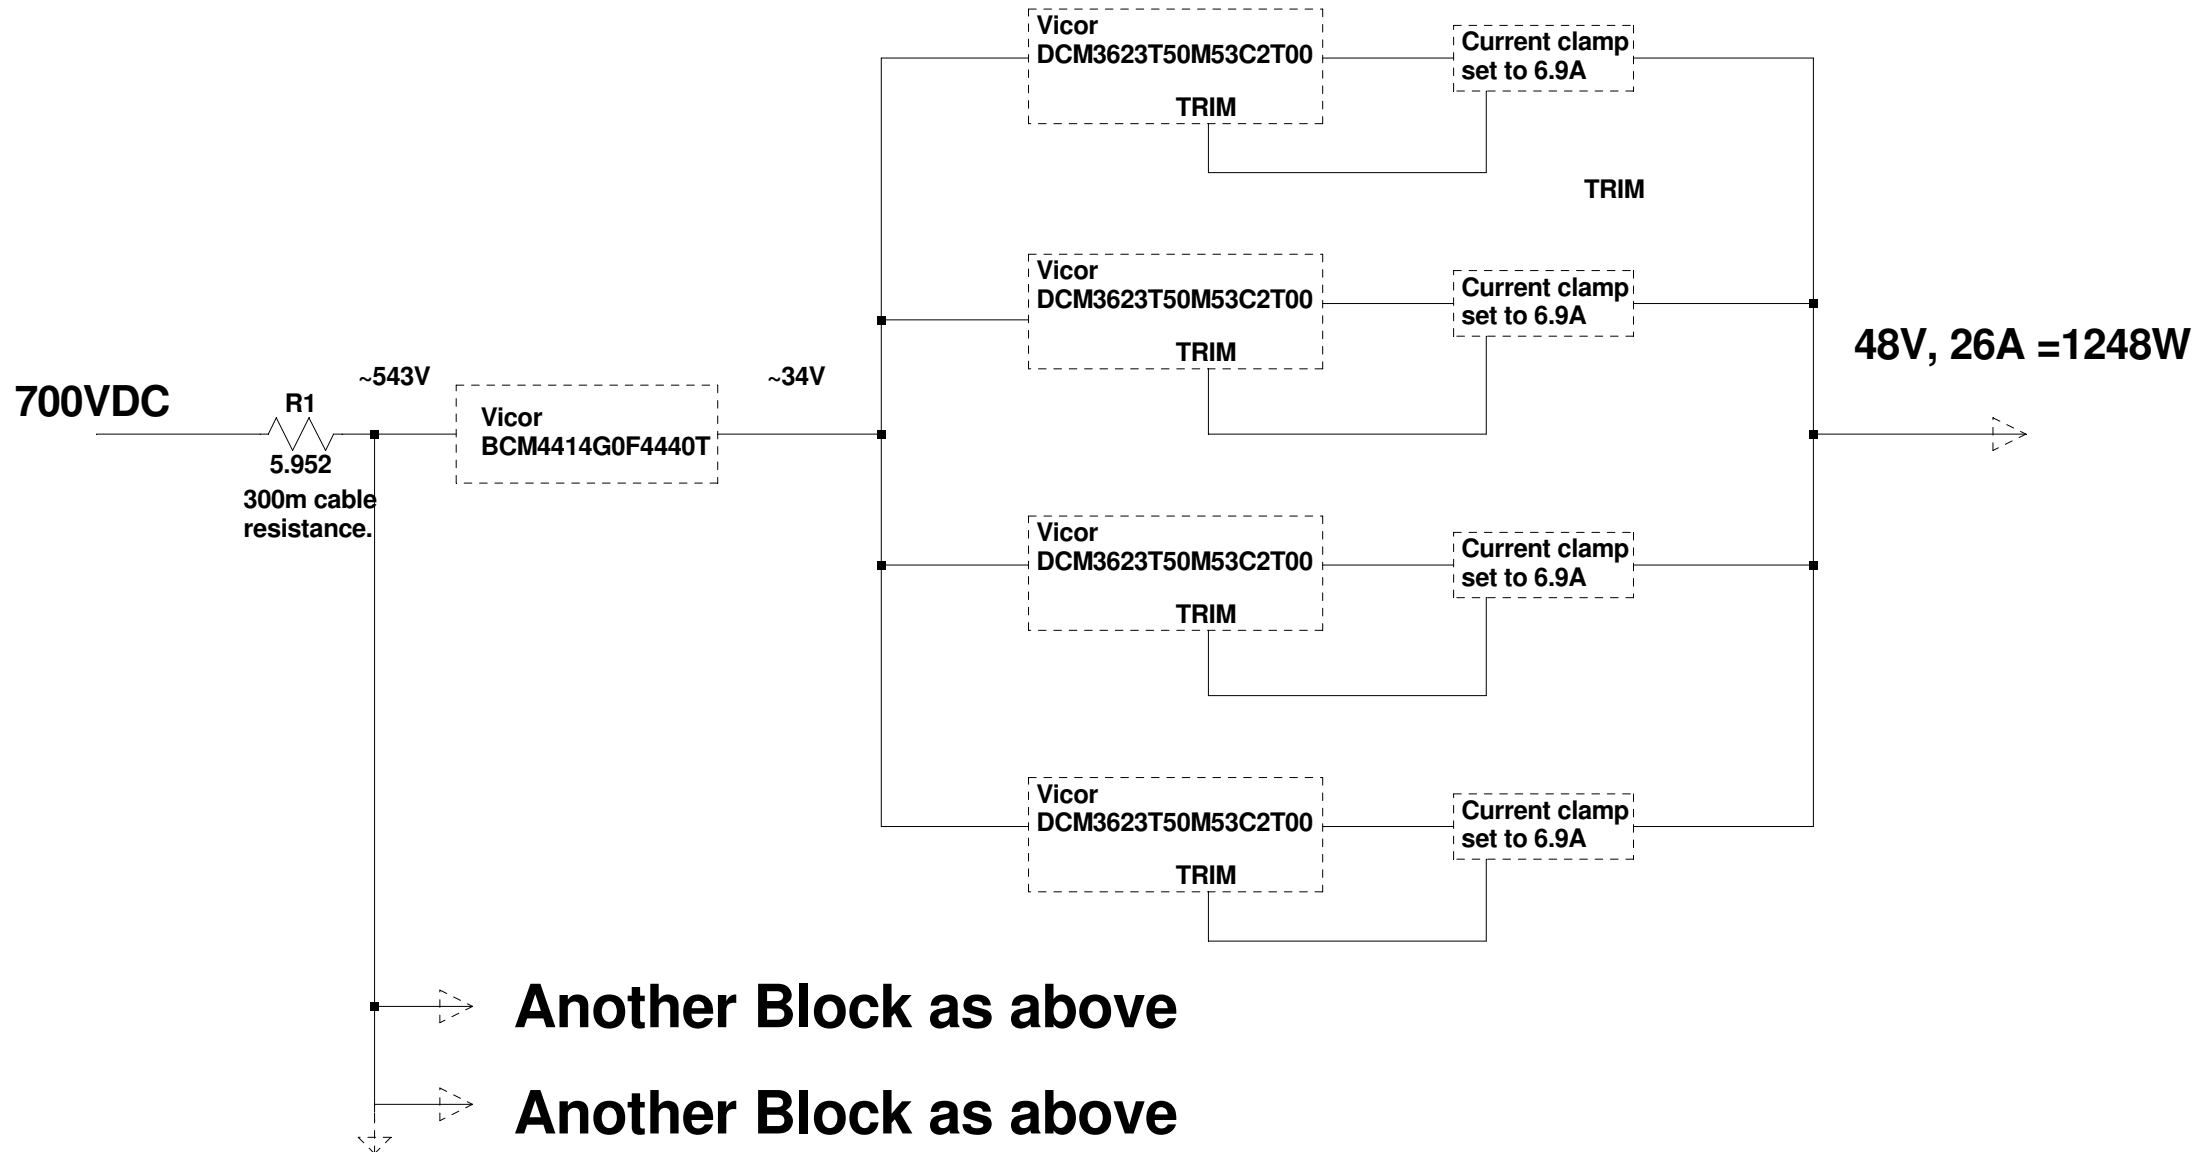 Vicor
DCM3623T50M53C2T00
TRIM
Current clamp
set to 6.9A
TRIM
Vicor
DCM3623T50M53C2T00
TRIM
Current clamp
set to 6.9A
48V, 26A =1248W
700VDC
R1
5.952
300m cable
resistance.
~543V
Vicor
BCM4414G0F4440T
~34V
Vicor
DCM3623T50M53C2T00
TRIM
Current clamp
set to 6.9A
Vicor
DCM3623T50M53C2T00
TRIM
Current clamp
set to 6.9A
Another Block as above
Another Block as above